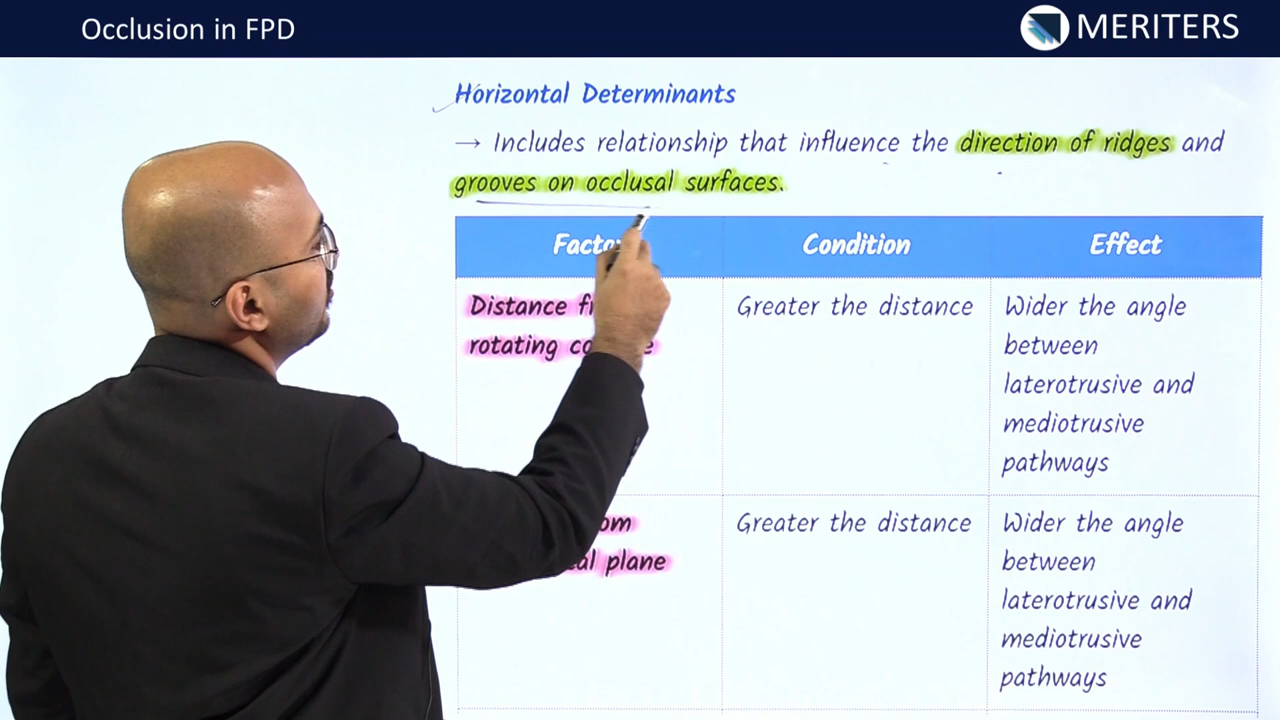 Occlusion in FPD
MERITERS
Horizontal Determinants
→ Includes relationship that influence the direction of ridges and
grooves on occlusal surfaces.
Condition
Effect
Distance
rotating
Greater the distance
Wider the angle
between
laterotrusive and
mediotrusive
pathways
plane
Greater the distance
Wider the angle
between
laterotrusive and
mediotrusive
pathways